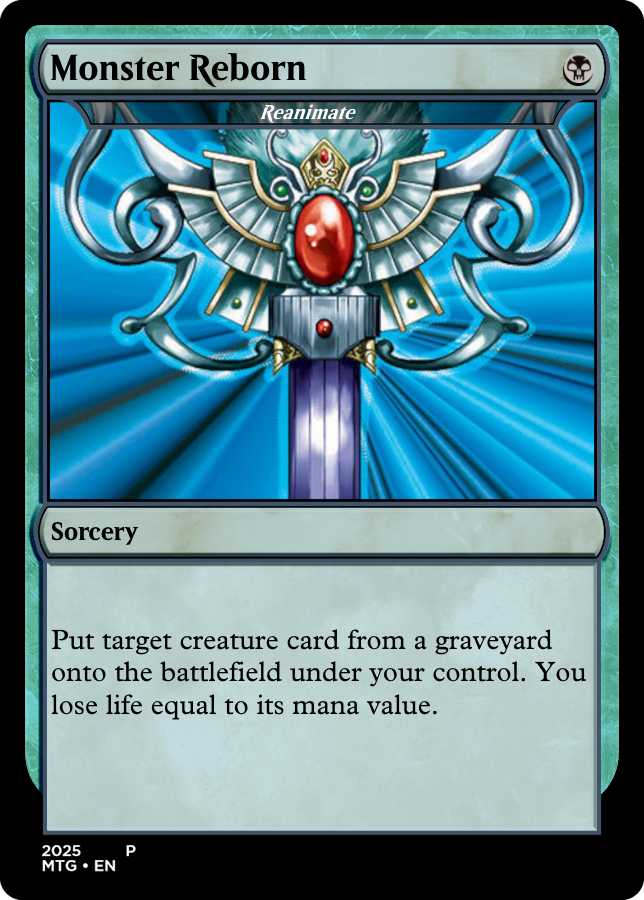 Monster Reborn
Reanimate
Sorcery
Put target creature card from a graveyard
onto the battlefield under your control. You
lose life equal to its mana value.
2025 P
MTG • EN